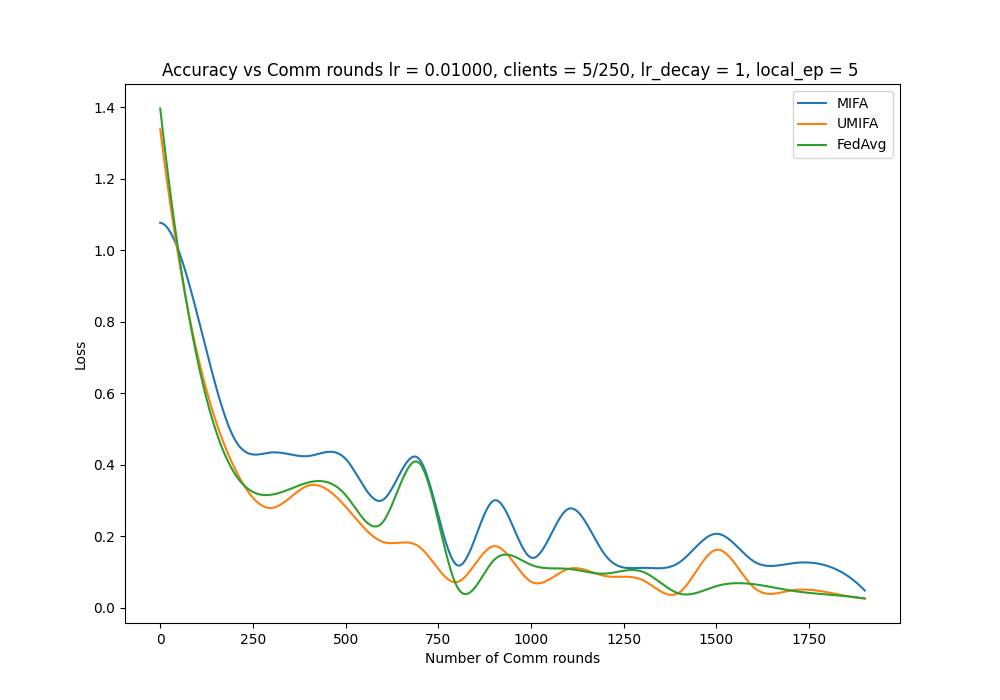 Accuracy vs Comm rounds lr = 0.01000, clients = 5/250, lr_decay = 1, local_ep = 5
MIFA
UMIFA
FedAvg
1.4
1.2
1.0
0.8
0.6
0.4
0.2
0.0
Loss
0 250 500 750 1000 1250 1500 1750
Number of Comm rounds